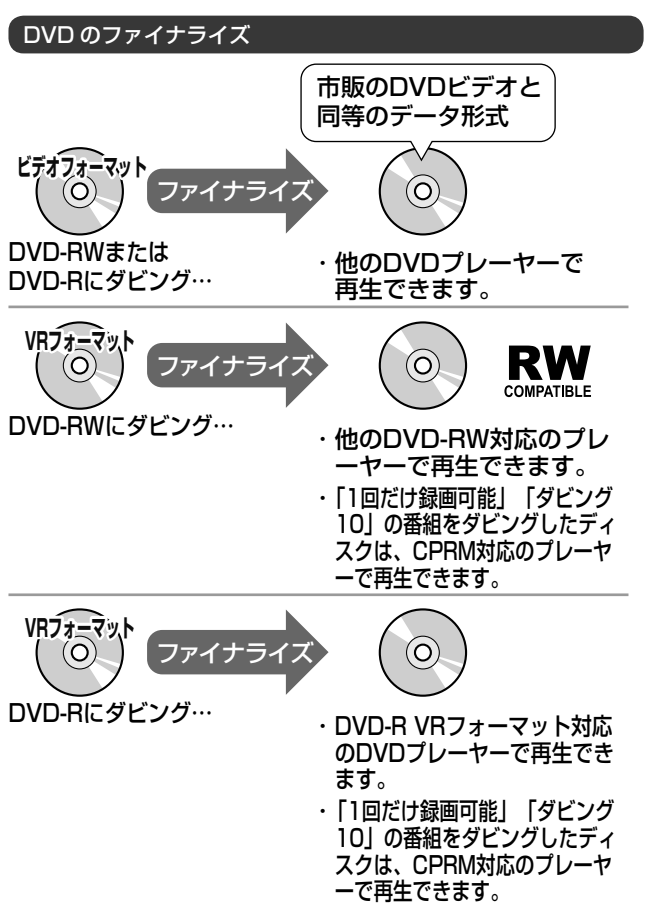 DVD のファイナライズ
市販のDVDビデオと
同等のデータ形式
ビデオフォーマット
ファイナライズ
DVD-RWまたは
DVD-Rにダビング…
・他のDVDプレーヤーで
再生できます。
VRフォーマット
ファイナライズ
RW
COMPATIBLE
DVD-RWにダビング…
・他のDVD-RW対応のプレ
ーヤーで再生できます。
・「1回だけ録画可能」「ダビング
10」の番組をダビングしたディ
スクは、CPRM対応のプレーヤ
ーで再生できます。
VRフォーマット
ファイナライズ
DVD-Rにダビング…
・DVD-R VRフォーマット対応
のDVDプレーヤーで再生でき
ます。
・「1回だけ録画可能」「ダビング
10」の番組をダビングしたディ
スクは、CPRM対応のプレーヤ
ーで再生できます。